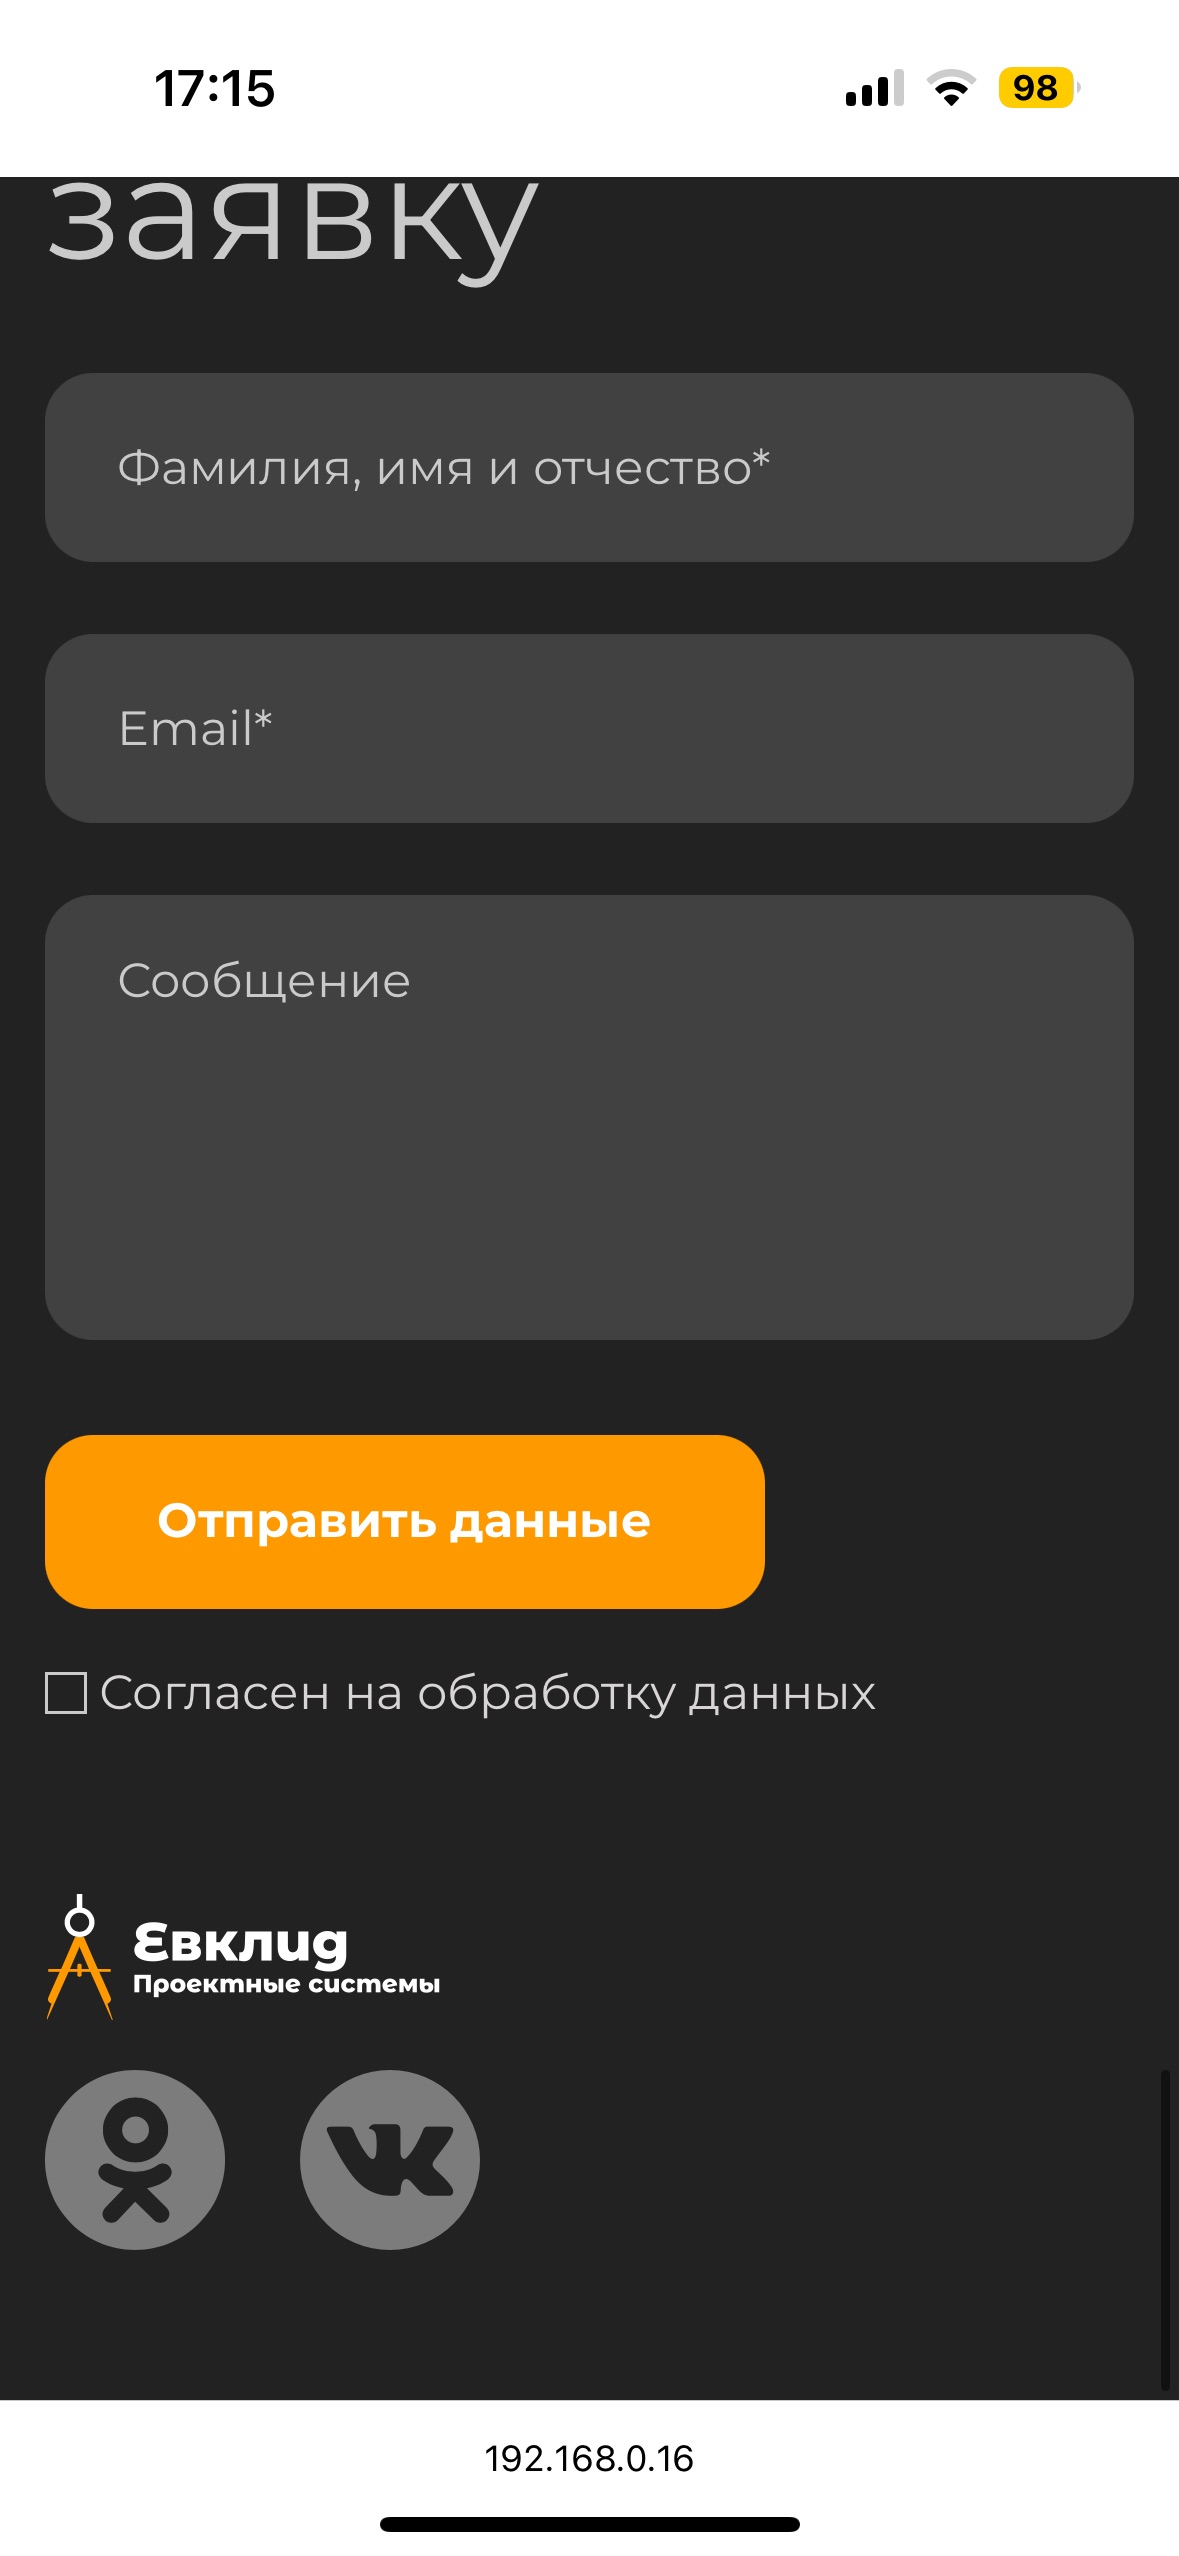 17:15
98
заявку
Фамилия, имя и отчество*
Email*
Сообщение
Отправить данные
Согласен на обработку данных
Евклид
Проектные системы
192.168.0.16